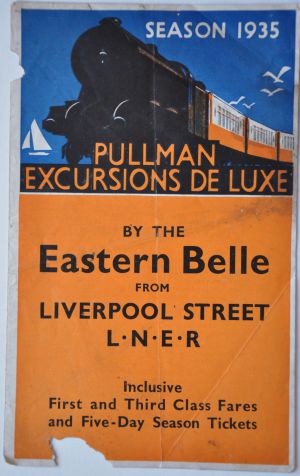 SEASON 1935
PULLMAN
EXCURSIONS DE LUXE
BY THE
Eastern Belle
FROM
LIVERPOOL STREET
L·N·E·R
Inclusive
First and Third Class Fares
and Five-Day Season Tickets